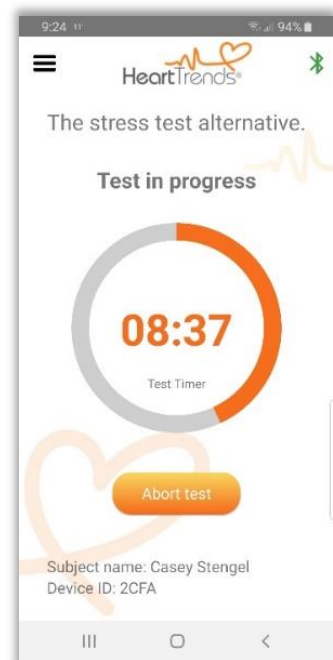 9:24
94%
HeartTrends®
The stress test alternative.
Test in progress
08:37
Test Timer
Abort test
Subject name: Casey Stengel
Device ID: 2CFA